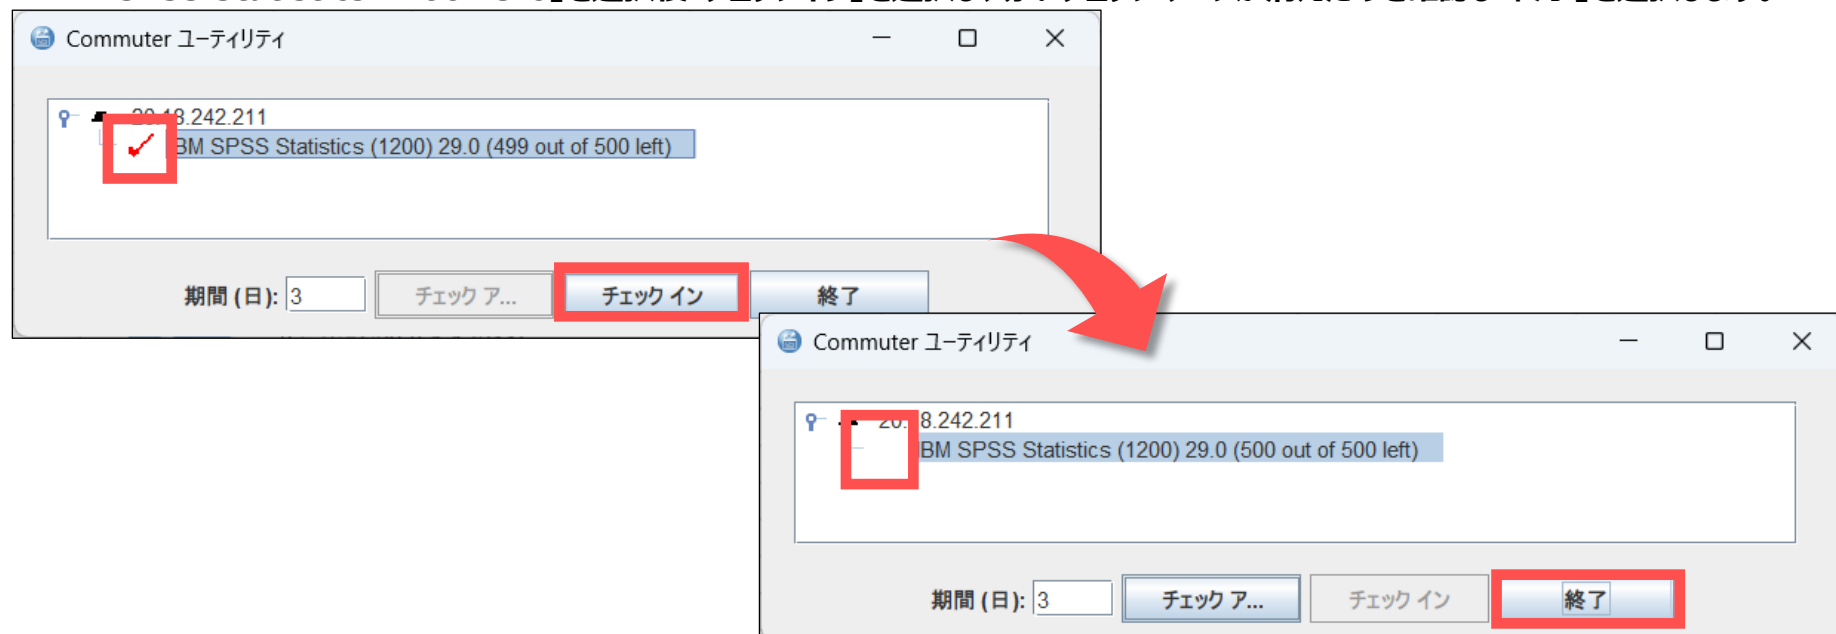 Commuter ユーティリティ
20.18.242.211
BM SPSS Statistics (1200) 29.0 (499 out of 500 left)
期間 (日): 3 チェック ア... チェック イン 終了
Commuter ユーティリティ
20. 8.242.211
BM SPSS Statistics (1200) 29.0 (500 out of 500 left)
期間 (日): 3 チェック ア... チェック イン 終了